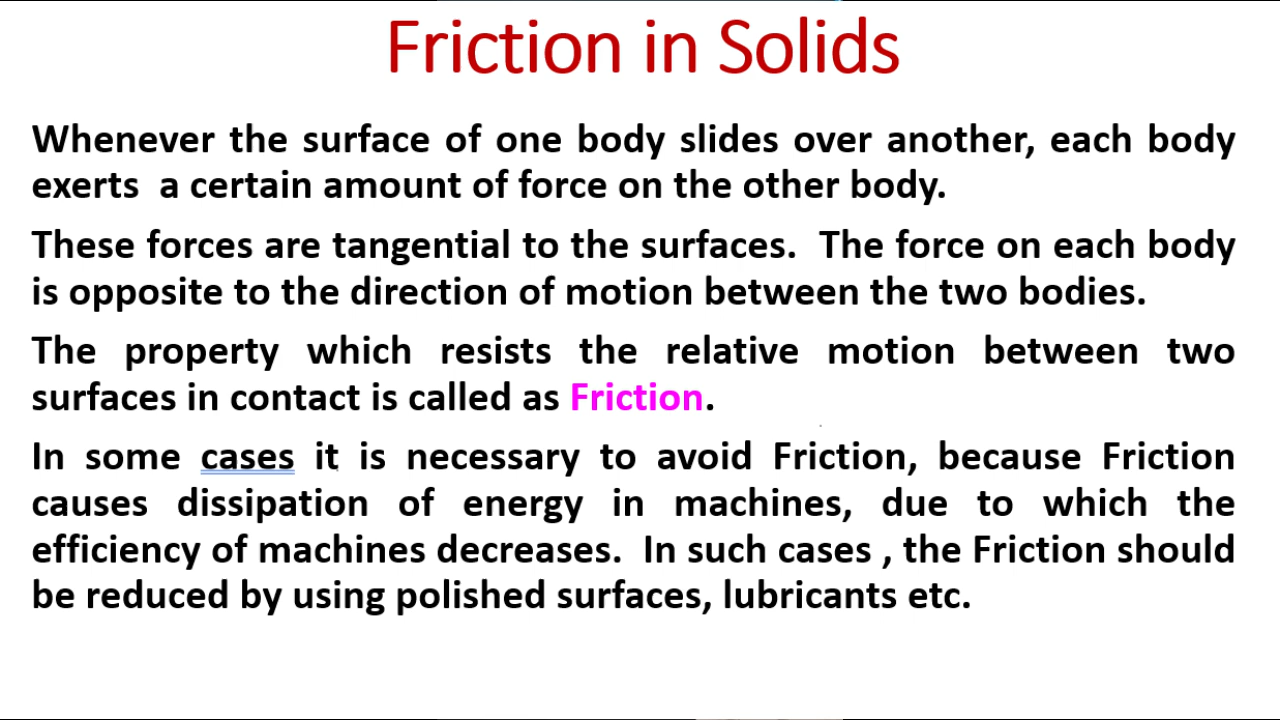 Friction in Solids
Whenever the surface of one body slides over another, each body
exerts  a certain amount of force on the other body.
These forces are tangential to the surfaces.  The force on each body
is opposite to the direction of motion between the two bodies.
The property which resists the relative motion between two
surfaces in contact is called as Friction.
In some cases it is necessary to avoid Friction, because Friction
causes dissipation of energy in machines, due to which the
efficiency of machines decreases.  In such cases , the Friction should
be reduced by using polished surfaces, lubricants etc.